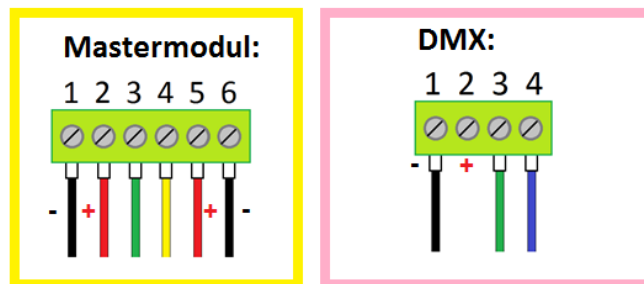 Mastermodul:
1 2 3 4 5 6
- + + -
DMX:
1 2 3 4
- +